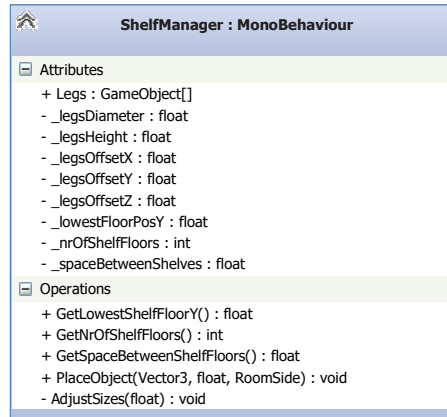 ShelfManager : MonoBehaviour
Attributes
+ Legs : GameObject[]
- _legsDiameter : float
- _legsHeight : float
- _legsOffsetX : float
- _legsOffsetY : float
- _legsOffsetZ : float
- _lowestFloorPosY : float
- _nrOfShelfFloors : int
- _spaceBetweenShelves : float
Operations
+ GetLowestShelfFloorY() : float
+ GetNrOfShelfFloors() : int
+ GetSpaceBetweenShelfFloors() : float
+ PlaceObject(Vector3, float, RoomSide) : void
- AdjustSizes(float) : void